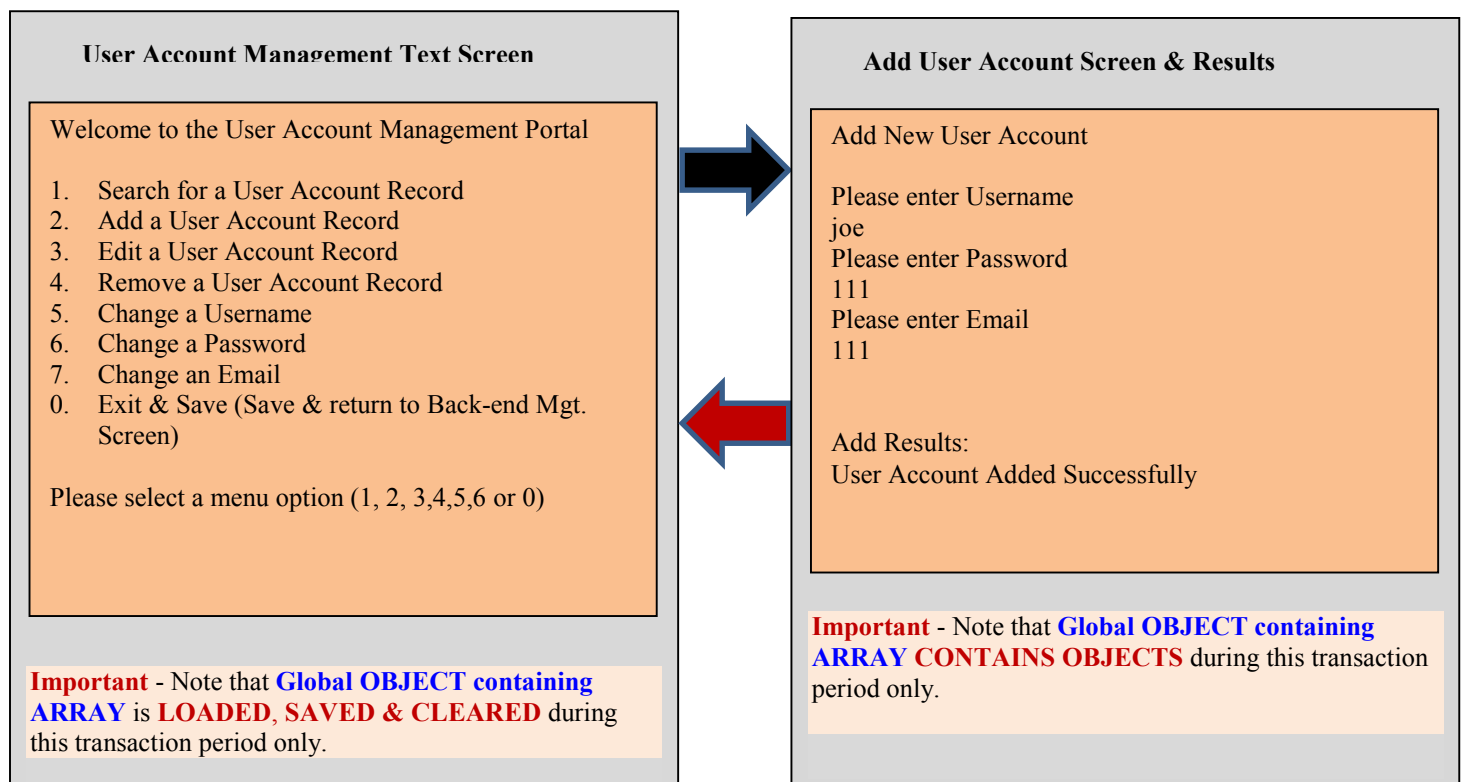 User Account Management Text Screen
Welcome to the User Account Management Portal
1. Search for a User Account Record
2. Add a User Account Record
3. Edit a User Account Record
4. Remove a User Account Record
5. Change a Username
6. Change a Password
7. Change an Email
0. Exit & Save (Save & return to Back-end Mgt.
Screen)
Please select a menu option (1, 2, 3,4,5,6 or 0)
Important - Note that Global OBJECT containing
ARRAY is LOADED, SAVED & CLEARED during
this transaction period only.
Add User Account Screen & Results
Add New User Account
Please enter Username
joe
Please enter Password
111
Please enter Email
111
Add Results:
User Account Added Successfully
Important - Note that Global OBJECT containing
ARRAY CONTAINS OBJECTS during this transaction
period only.